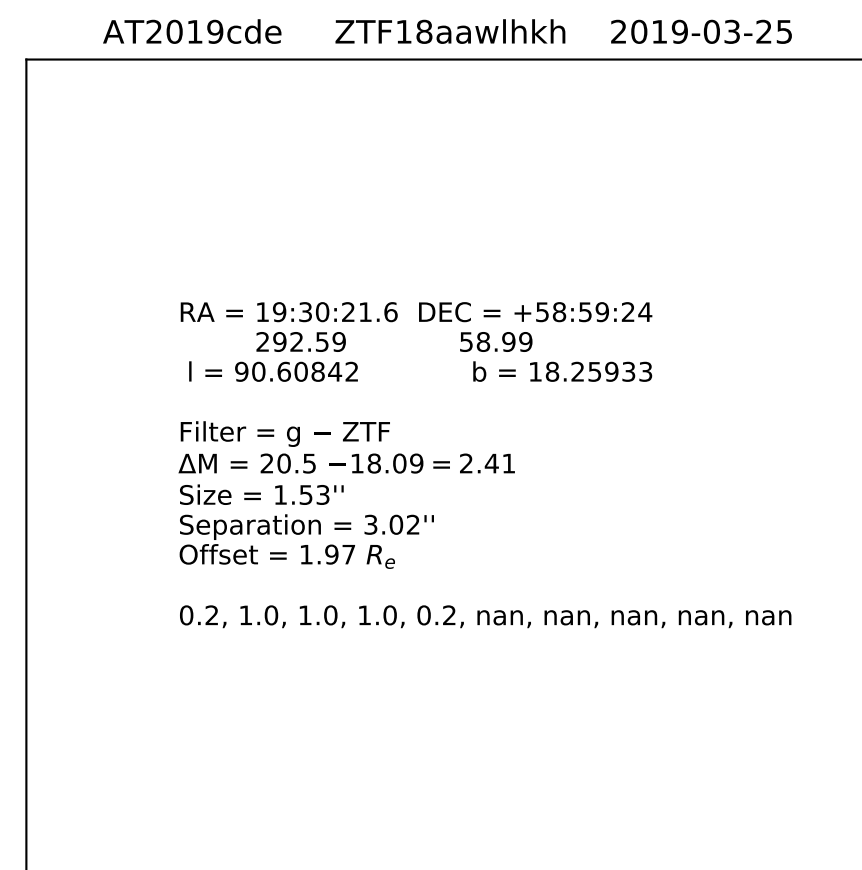 AT2019cde ZTF18aawlhkh 2019-03-25
RA = 19:30:21.6 DEC = +58:59:24
292.59 58.99
l = 90.60842 b = 18.25933
Filter = g − ZTF
ΔM = 20.5 −18.09 = 2.41
Size = 1.53''
Separation = 3.02''
Offset = 1.97 Re
0.2, 1.0, 1.0, 1.0, 0.2, nan, nan, nan, nan, nan